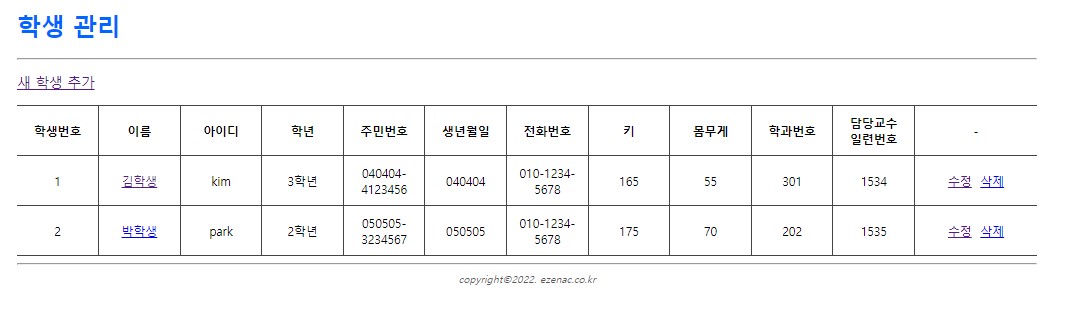 학생 관리
새 학생 추가
학생번호 이름 아이디 학년 주민번호 생년월일 전화번호 키 몸무게 학과번호 담당교수 일련번호 -
1 김학생 kim 3학년 040404-4123456 040404 010-1234-5678 165 55 301 1534 수정 삭제
2 박학생 park 2학년 050505-3234567 050505 010-1234-5678 175 70 202 1535 수정 삭제
copyright©2022. ezenac.co.kr